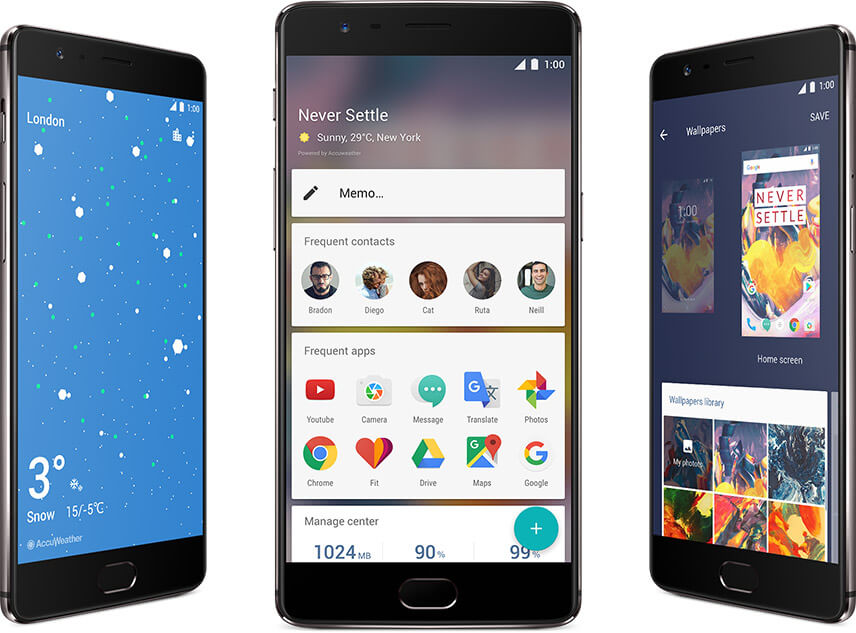 1:00
London
3°
Snow 15/-5℃
AccuWeather
1:00
Never Settle
Sunny, 29°C, New York
Powered by Accuweather
Memo...
Frequent contacts
Bradon Diego Cat Ruta Neill
Frequent apps
Youtube Camera Message Translate Photos
Chrome Fit Drive Maps Google
Manage center
1024 MB 90% 99%
1:00
Wallpapers SAVE
1:00
Google
NEVER
SETTLE
Home screen
Wallpapers library
My photos